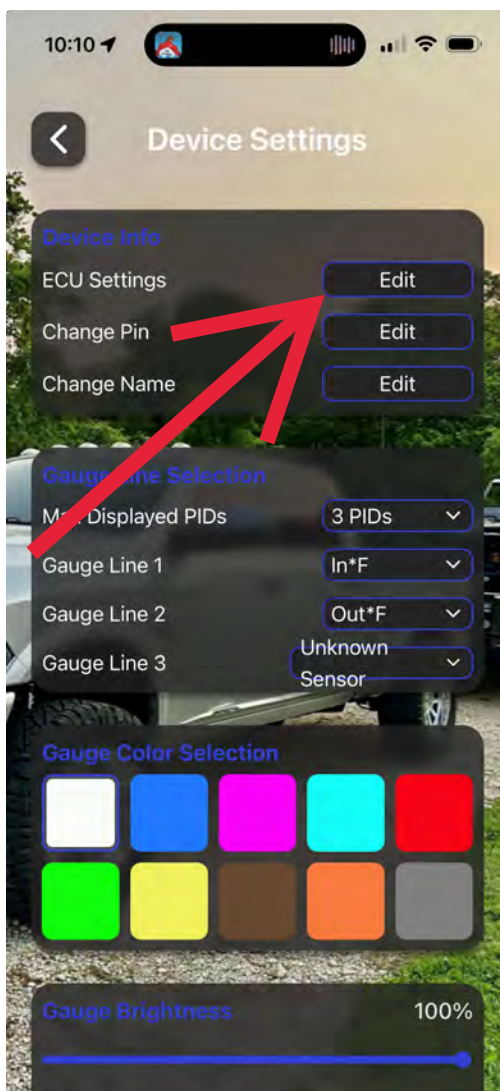 10:10
Device Settings
Device Info
ECU Settings Edit
Change Pin Edit
Change Name Edit
Gauge Line Selection
Max Displayed PIDs 3 PIDs
Gauge Line 1 In*F
Gauge Line 2 Out*F
Gauge Line 3 Unknown
Sensor
Gauge Color Selection
Gauge Brightness 100%